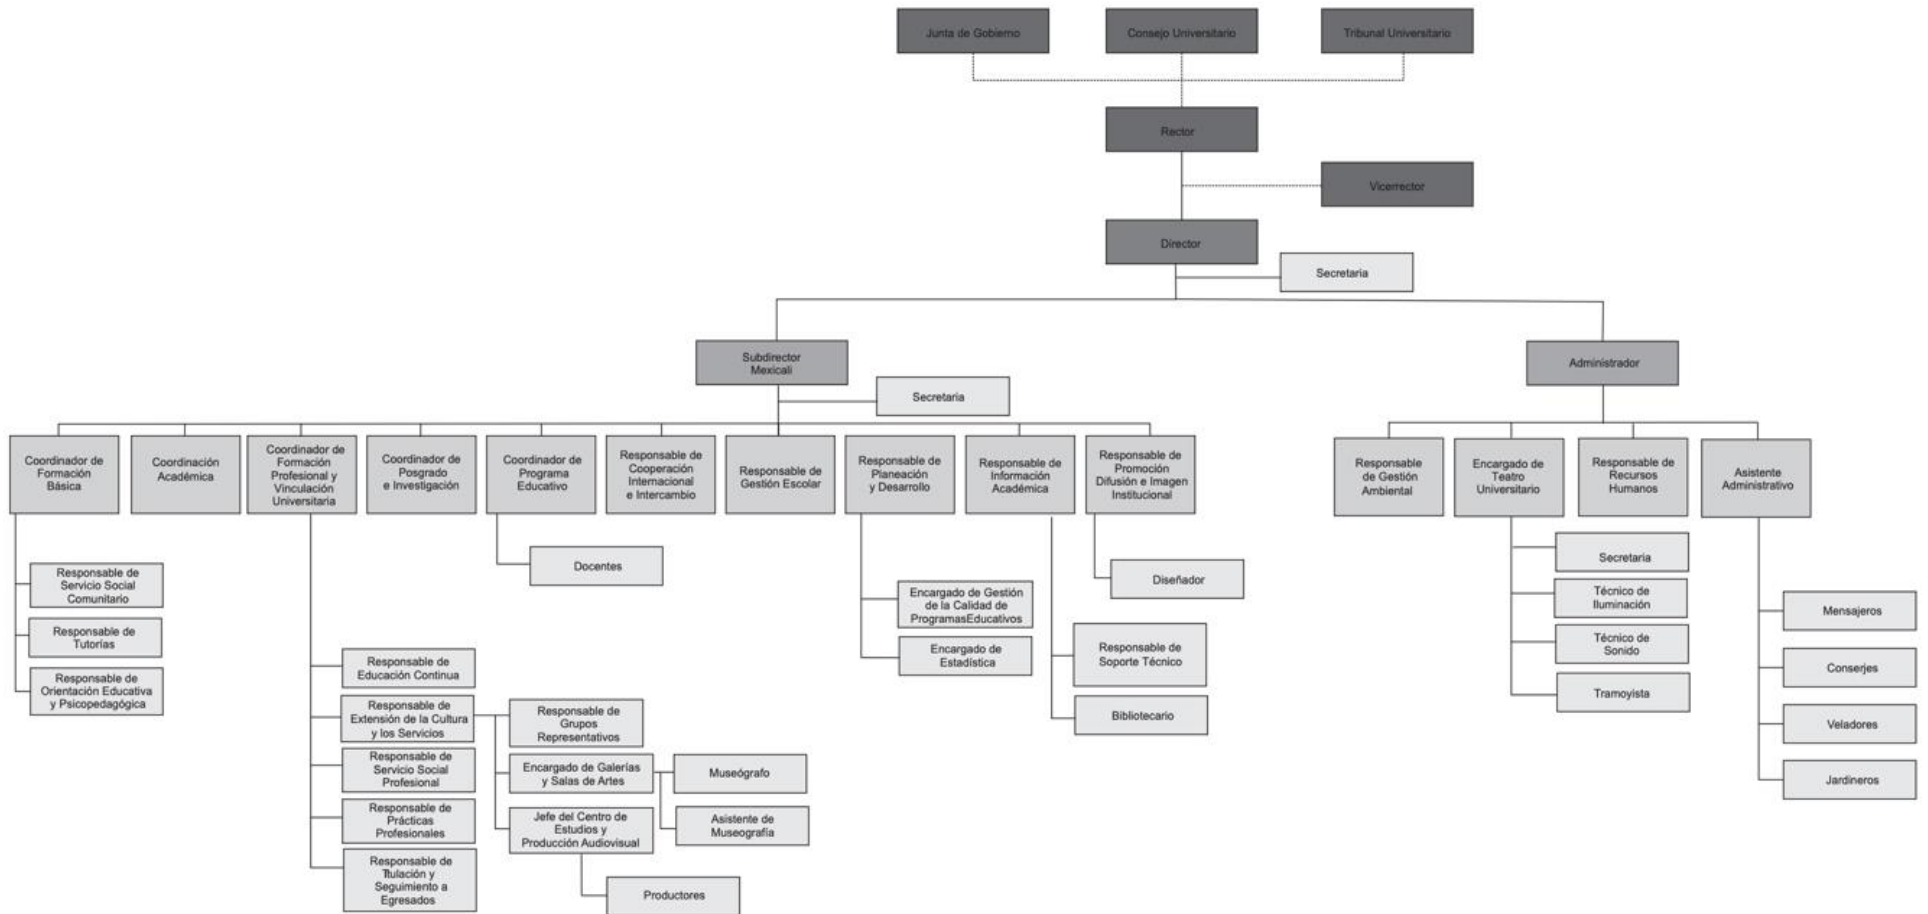 Junta de Gobierno
Consejo Universitario
Tribunal Universitario
Rector
Vicerrector
Director
Secretaria
Subdirector
Mexicali
Administrador
Secretaria
Coordinador de
Formación
Básica
Coordinación
Académica
Coordinador de
Formación
Profesional y
Vinculación
Universitaria
Coordinador de
Posgrado
e Investigación
Coordinador de
Programa
Educativo
Responsable de
Cooperación
Internacional
e Intercambio
Responsable de
Gestión Escolar
Responsable de
Planeación
y Desarrollo
Responsable de
Información
Académica
Responsable de
Promoción
Difusión e Imagen
Institucional
Responsable
de Gestión
Ambiental
Encargado de
Teatro
Universitario
Responsable de
Recursos
Humanos
Asistente
Administrativo
Responsable de
Servicio Social
Comunitario
Responsable de
Tutorías
Responsable de
Orientación Educativa
y Psicopedagógica
Docentes
Responsable de
Educación Continua
Responsable de
Extensión de la Cultura
y los Servicios
Responsable de
Servicio Social
Profesional
Responsable de
Prácticas
Profesionales
Responsable de
Titulación y
Seguimiento a
Egresados
Responsable de
Grupos
Representativos
Encargado de Galerías
y Salas de Artes
Jefe del Centro de
Estudios y
Producción Audiovisual
Museógrafo
Asistente de
Museografía
Productores
Encargado de Gestión
de la Calidad de
ProgramasEducativos
Encargado de
Estadística
Responsable de
Soporte Técnico
Bibliotecario
Diseñador
Secretaria
Técnico de
Iluminación
Técnico de
Sonido
Tramoyista
Mensajeros
Conserjes
Veladores
Jardineros